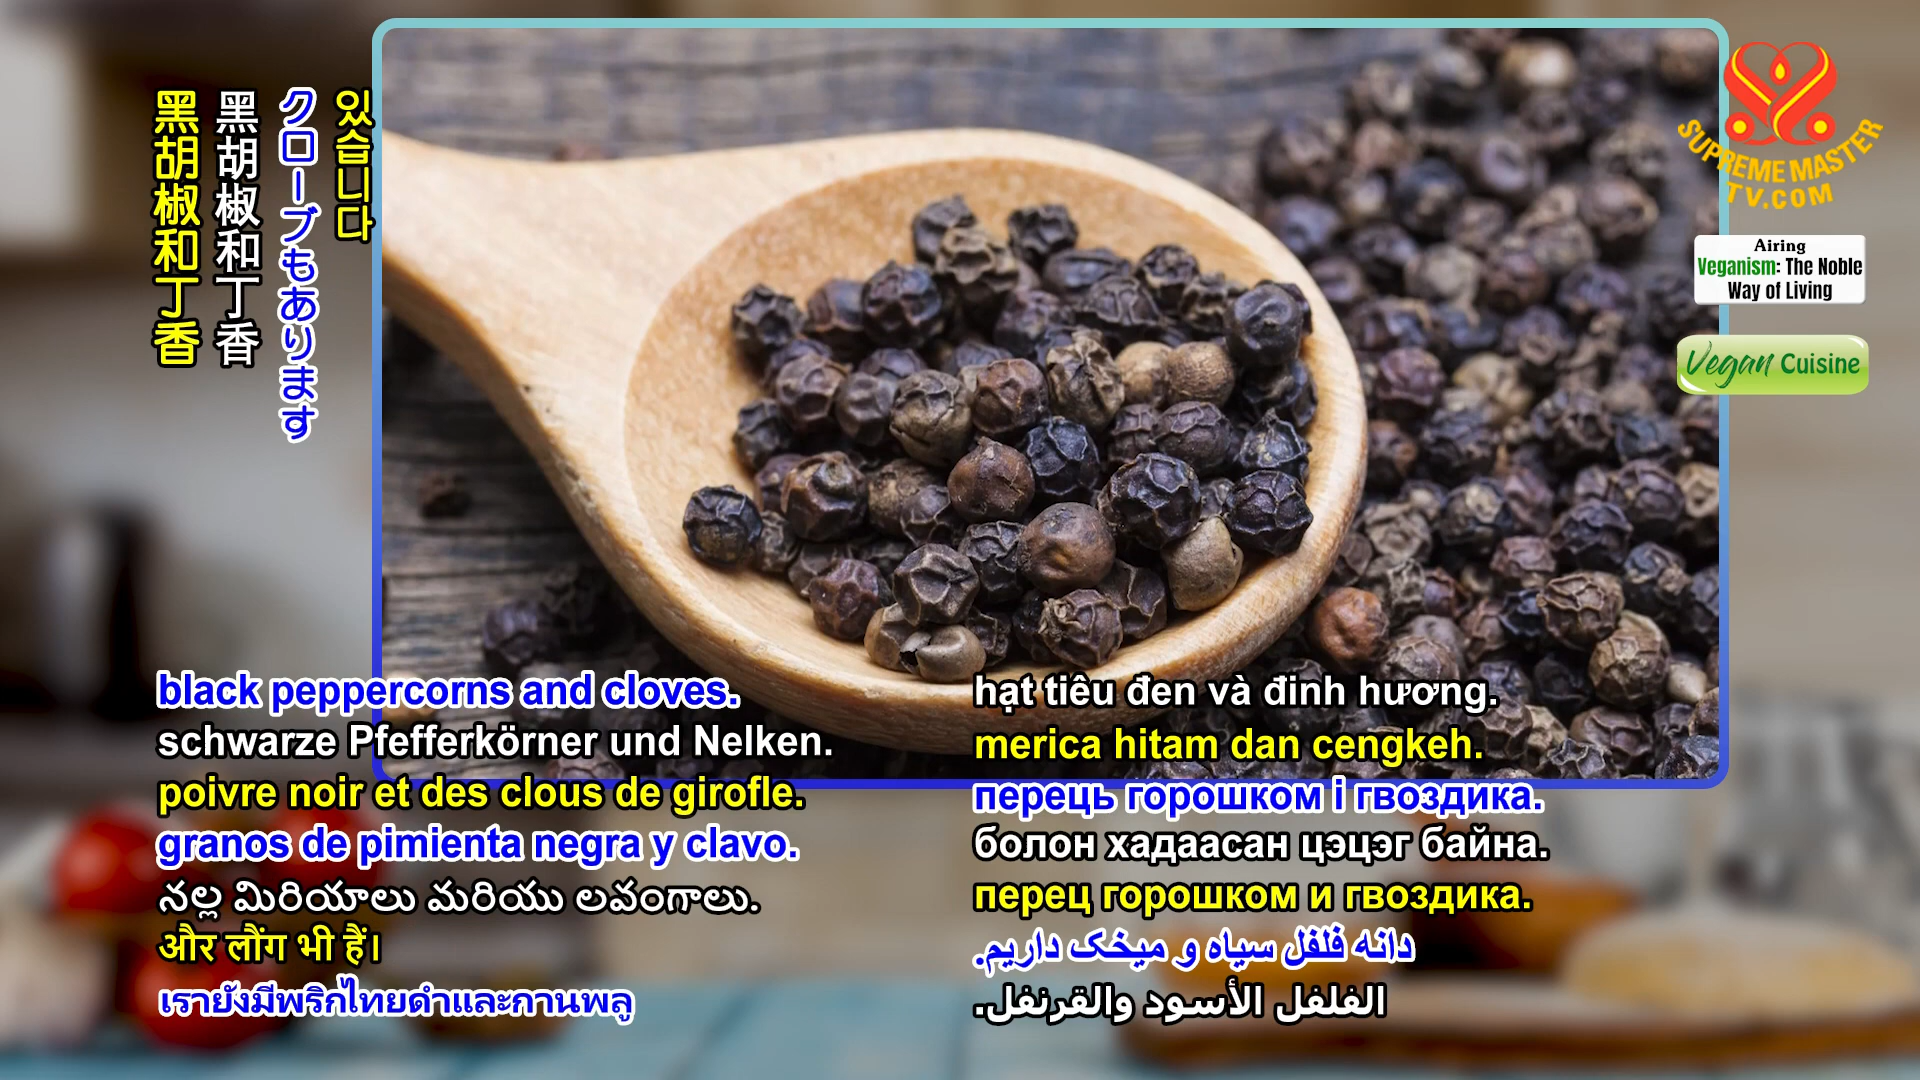 黑胡椒和丁香
黑胡椒和丁香
クローブもあります
있습니다
SUPREME MASTER
TV.COM
Airing
Veganism: The Noble
Way of Living
Vegan Cuisine
black peppercorns and cloves.
schwarze Pfefferkörner und Nelken.
poivre noir et des clous de girofle.
granos de pimienta negra y clavo.
నల్ల మిరియాలు మరియు లవంగాలు.
और लौंग भी हैं।
เรายังมีพริกไทยดำและกานพลู
hạt tiêu đen và đinh hương.
merica hitam dan cengkeh.
перець горошком і гвоздика.
болон хадаасан цэцэг байна.
перец горошком и гвоздика.
دانه فلفل سیاه و میخک داریم.
الفلفل الأسود والقرنفل.